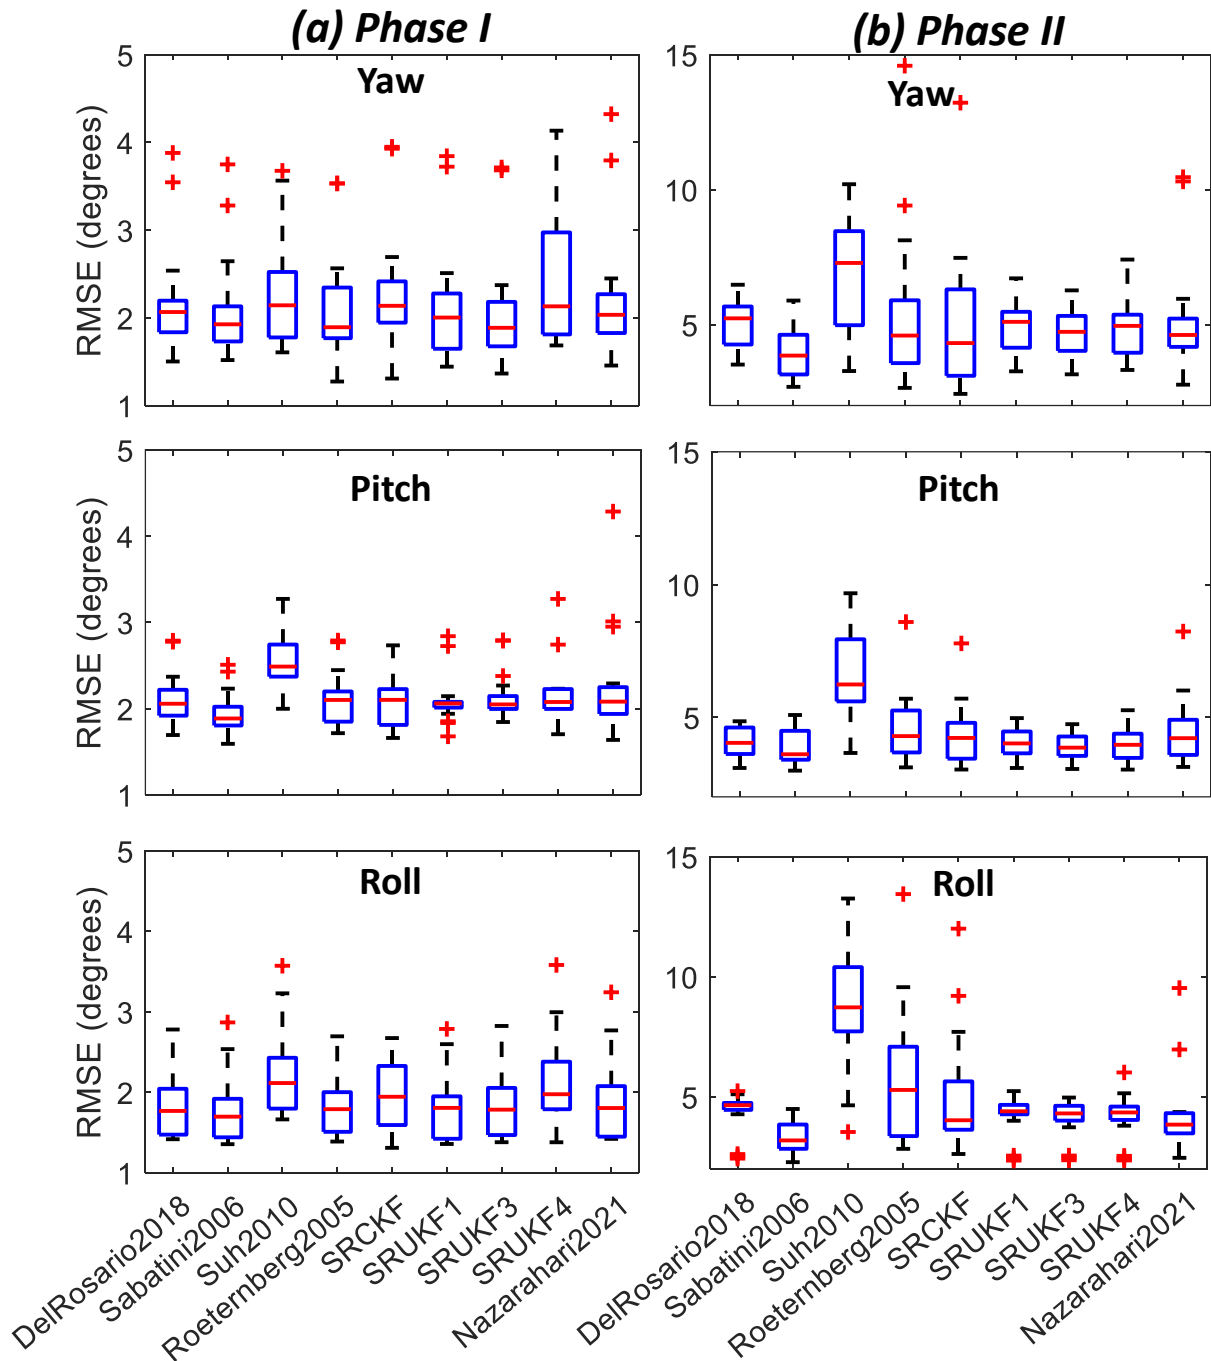 (a) Phase I
(b) Phase II
Yaw
Yaw
5
4
3
2
1
RMSE (degrees)
15
10
5
Pitch
Pitch
5
4
3
2
1
RMSE (degrees)
15
10
5
Roll
Roll
5
4
3
2
1
RMSE (degrees)
15
10
5
DelRosario2018
Sabatini2006
Suh2010
Roeternberg2005
SRCKF
SRUKF1
SRUKF3
SRUKF4
Nazarahari2021
DelRosario2018
Sabatini2006
Suh2010
Roeternberg2005
SRCKF
SRUKF1
SRUKF3
SRUKF4
Nazarahari2021